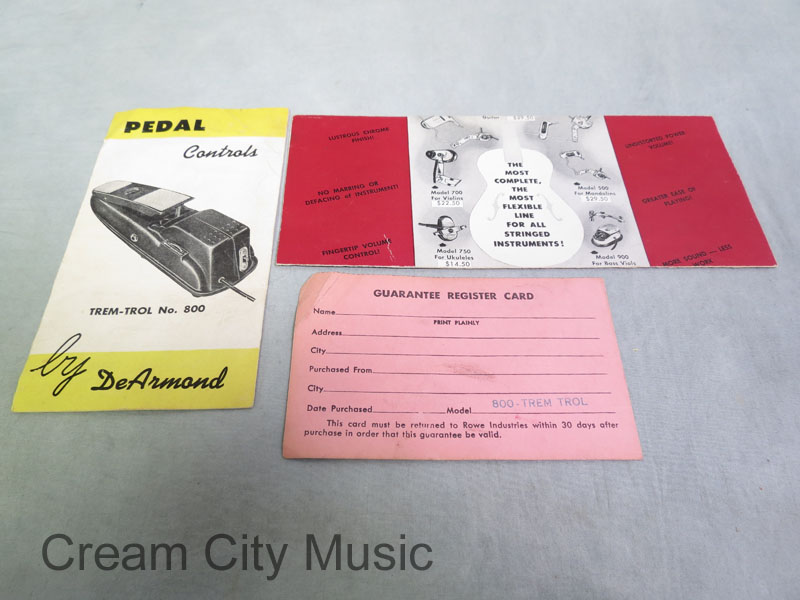 PEDAL
Controls
TREM-TROL No. 800
by DeArmond
LUSTROUS CHROME
FINISH!
NO MARRING OR
DEFACING of INSTRUMENT!
FINGERTIP VOLUME
CONTROL!
Guitar
$37.50
Model 700
For Violins
$22.50
Model 750
For Ukuleles
$14.50
THE
MOST
COMPLETE,
THE
MOST
FLEXIBLE
LINE
FOR ALL
STRINGED
INSTRUMENTS!
Model 500
For Mandolins
$29.30
Model 900
For Bass Viols
UNDISTORTED POWER
VOLUME!
GREATER EASE OF
PLAYING!
MORE SOUND — LESS
WORK
GUARANTEE REGISTER CARD
Name
PRINT PLAINLY
Address
City
Purchased From
City
Date Purchased Model 800-TREM TROL
This card must be returned to Rowe Industries within 30 days after
purchase in order that this guarantee be valid.
Cream City Music